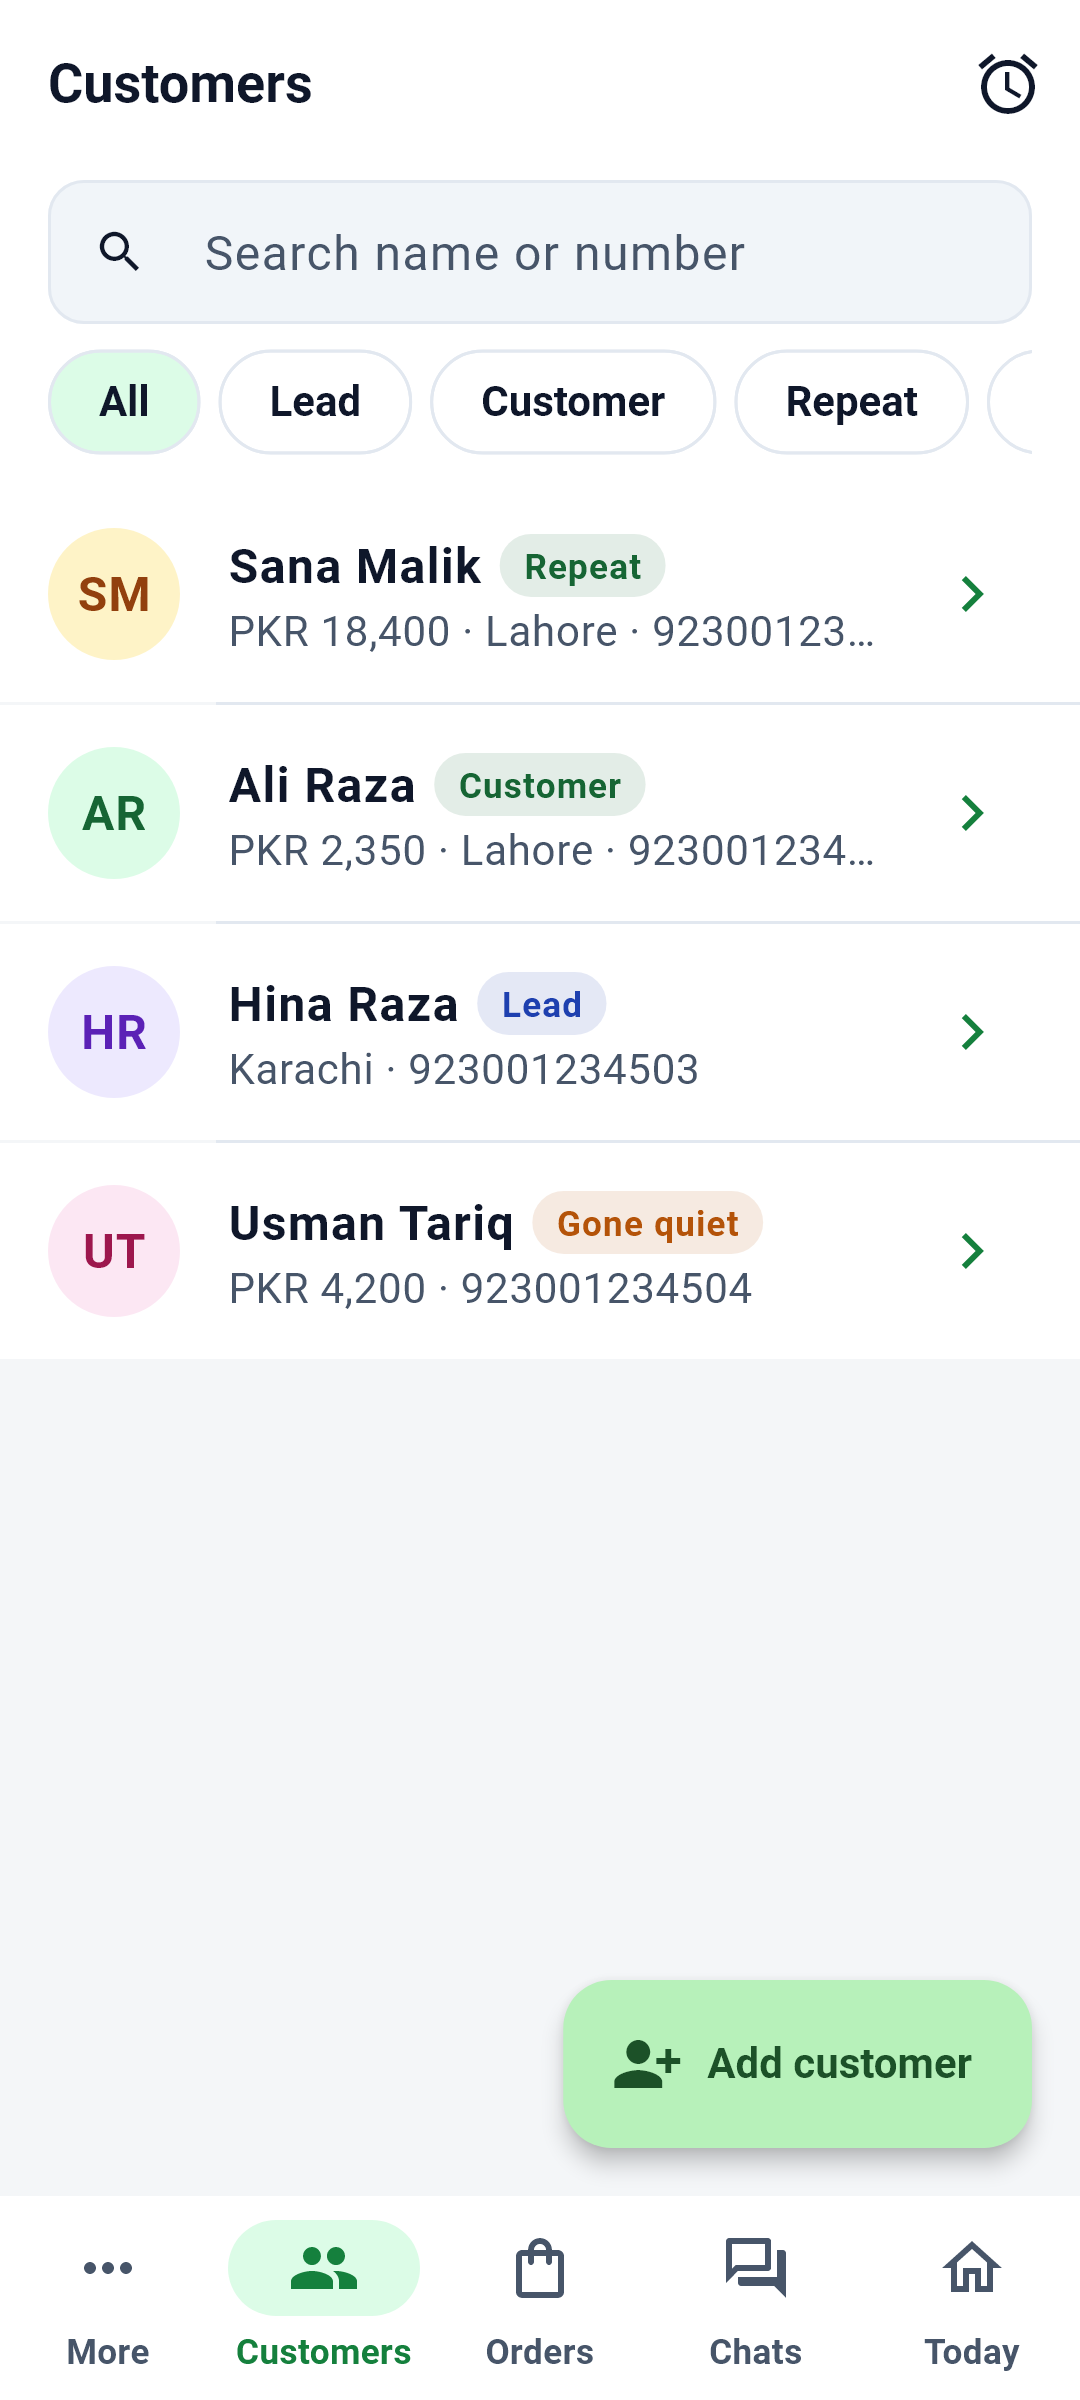 Customers
Search name or number
All
Lead
Customer
Repeat
SM
Sana Malik
Repeat
PKR 18,400 · Lahore · 92300123…
AR
Ali Raza
Customer
PKR 2,350 · Lahore · 923001234…
HR
Hina Raza
Lead
Karachi · 923001234503
UT
Usman Tariq
Gone quiet
PKR 4,200 · 923001234504
Add customer
More
Customers
Orders
Chats
Today